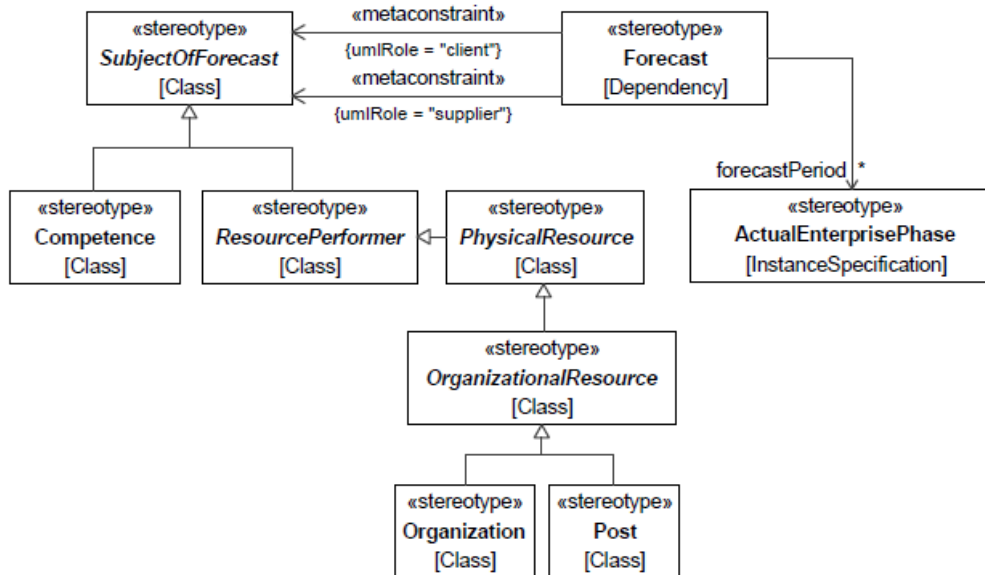 «stereotype»
SubjectOfForecast
[Class]
«metaconstraint»
{umlRole = "client"}
«metaconstraint»
{umlRole = "supplier"}
«stereotype»
Forecast
[Dependency]
forecastPeriod *
«stereotype»
Competence
[Class]
«stereotype»
ResourcePerformer
[Class]
«stereotype»
PhysicalResource
[Class]
«stereotype»
ActualEnterprisePhase
[InstanceSpecification]
«stereotype»
OrganizationalResource
[Class]
«stereotype»
Organization
[Class]
«stereotype»
Post
[Class]